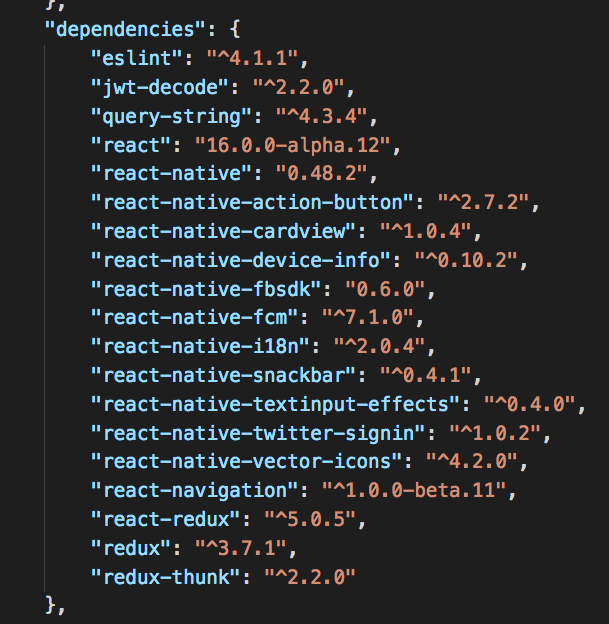 },
"dependencies": {
"eslint": "^4.1.1",
"jwt-decode": "^2.2.0",
"query-string": "^4.3.4",
"react": "16.0.0-alpha.12",
"react-native": "0.48.2",
"react-native-action-button": "^2.7.2",
"react-native-cardview": "^1.0.4",
"react-native-device-info": "^0.10.2",
"react-native-fbsdk": "0.6.0",
"react-native-fcm": "^7.1.0",
"react-native-i18n": "^2.0.4",
"react-native-snackbar": "^0.4.1",
"react-native-textinput-effects": "^0.4.0",
"react-native-twitter-signin": "^1.0.2",
"react-native-vector-icons": "^4.2.0",
"react-navigation": "^1.0.0-beta.11",
"react-redux": "^5.0.5",
"redux": "^3.7.1",
"redux-thunk": "^2.2.0"
},